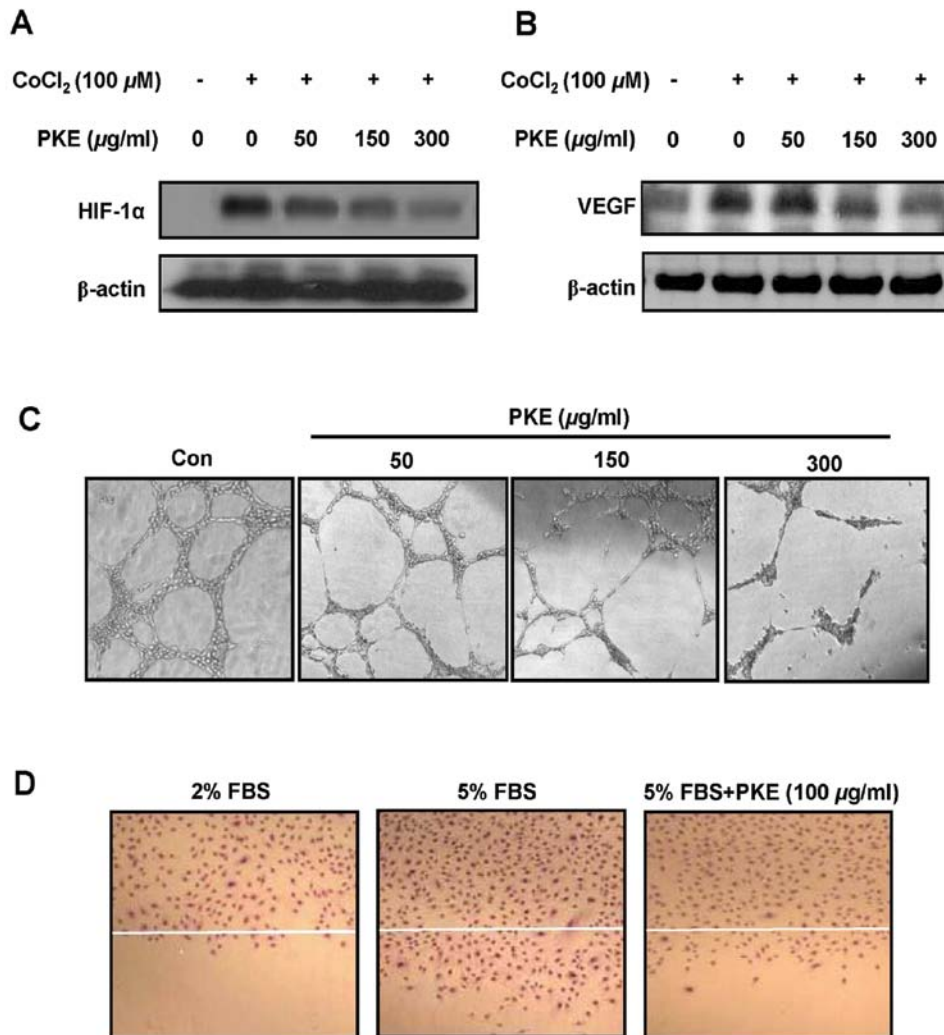 A
CoCl₂ (100 µM) - + + + +
PKE (µg/ml) 0 0 50 150 300
HIF-1α
β-actin
B
CoCl₂ (100 µM) - + + + +
PKE (µg/ml) 0 0 50 150 300
VEGF
β-actin
C
PKE (µg/ml)
Con 50 150 300
D
2% FBS 5% FBS 5% FBS+PKE (100 µg/ml)